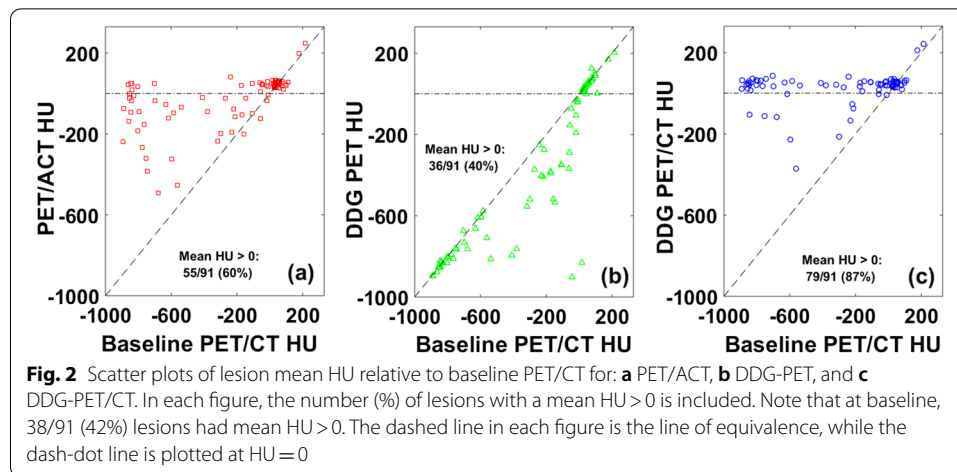 200
-200
-600
-1000
PET/ACT HU
Mean HU > 0:
55/91 (60%)
(a)
-1000 -600 -200 200
Baseline PET/CT HU
200
-200
-600
-1000
DDG PET HU
Mean HU > 0:
36/91 (40%)
(b)
-1000 -600 -200 200
Baseline PET/CT HU
200
-200
-600
-1000
DDG PET/CT HU
Mean HU > 0:
79/91 (87%)
(c)
-1000 -600 -200 200
Baseline PET/CT HU
Fig. 2 Scatter plots of lesion mean HU relative to baseline PET/CT for: a PET/ACT, b DDG-PET, and c
DDG-PET/CT. In each figure, the number (%) of lesions with a mean HU > 0 is included. Note that at baseline,
38/91 (42%) lesions had mean HU > 0. The dashed line in each figure is the line of equivalence, while the
dash-dot line is plotted at HU = 0